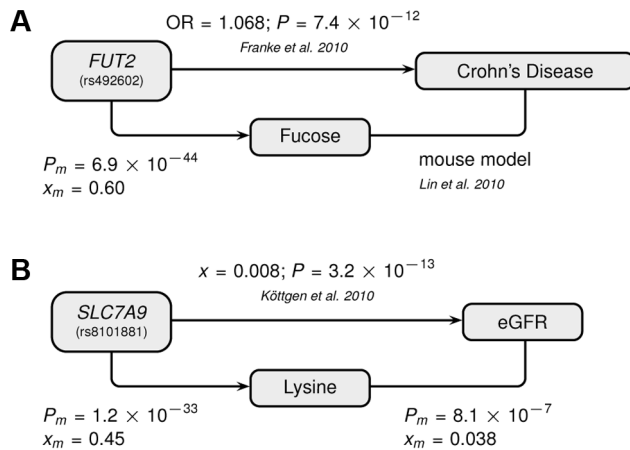 A
OR = 1.068; P = 7.4 × 10−12
Franke et al. 2010
FUT2
(rs492602)
Crohn's Disease
Fucose
Pm = 6.9 × 10−44
xm = 0.60
mouse model
Lin et al. 2010
B
x = 0.008; P = 3.2 × 10−13
Köttgen et al. 2010
SLC7A9
(rs8101881)
eGFR
Lysine
Pm = 1.2 × 10−33
xm = 0.45
Pm = 8.1 × 10−7
xm = 0.038